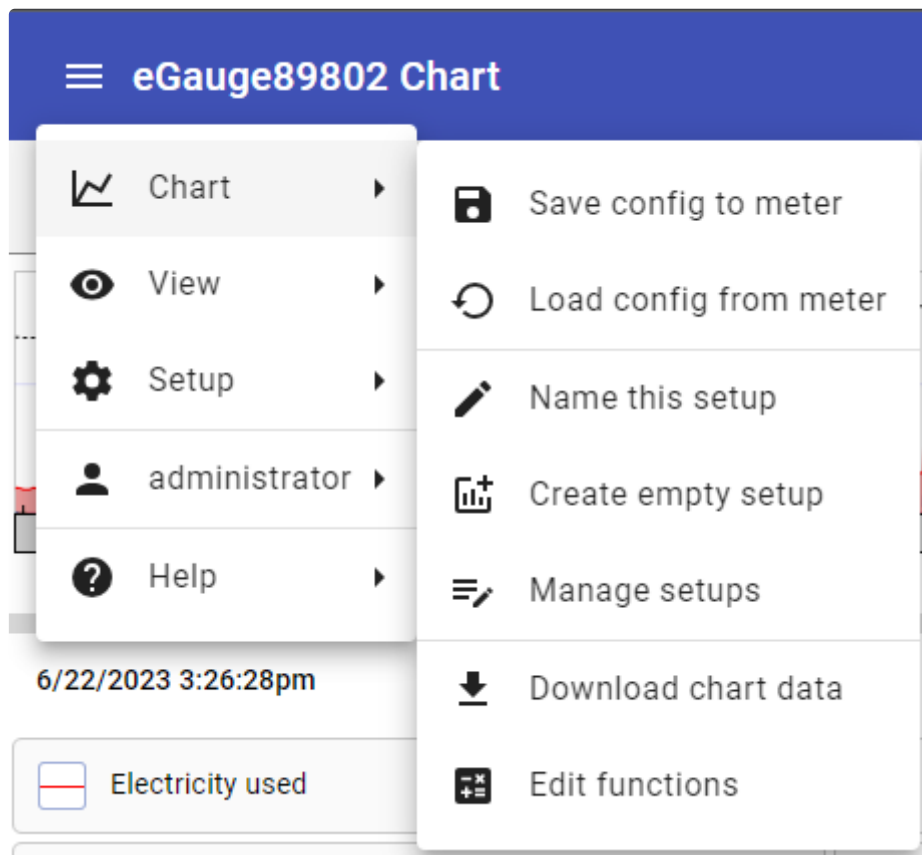 eGauge89802 Chart
Chart
View
Setup
administrator
Help
Save config to meter
Load config from meter
Name this setup
Create empty setup
Manage setups
Download chart data
Edit functions
6/22/2023 3:26:28pm
Electricity used